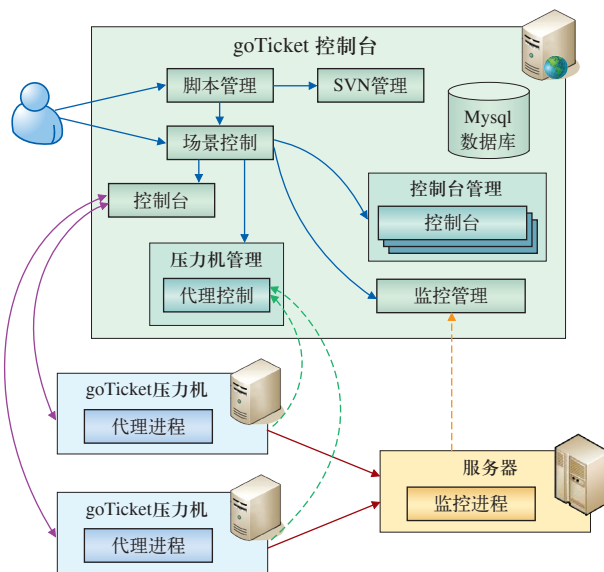 goTicket 控制台
脚本管理
SVN管理
Mysql
数据库
场景控制
控制台管理
控制台
控制台
压力机管理
代理控制
监控管理
goTicket压力机
代理进程
服务器
监控进程
goTicket压力机
代理进程